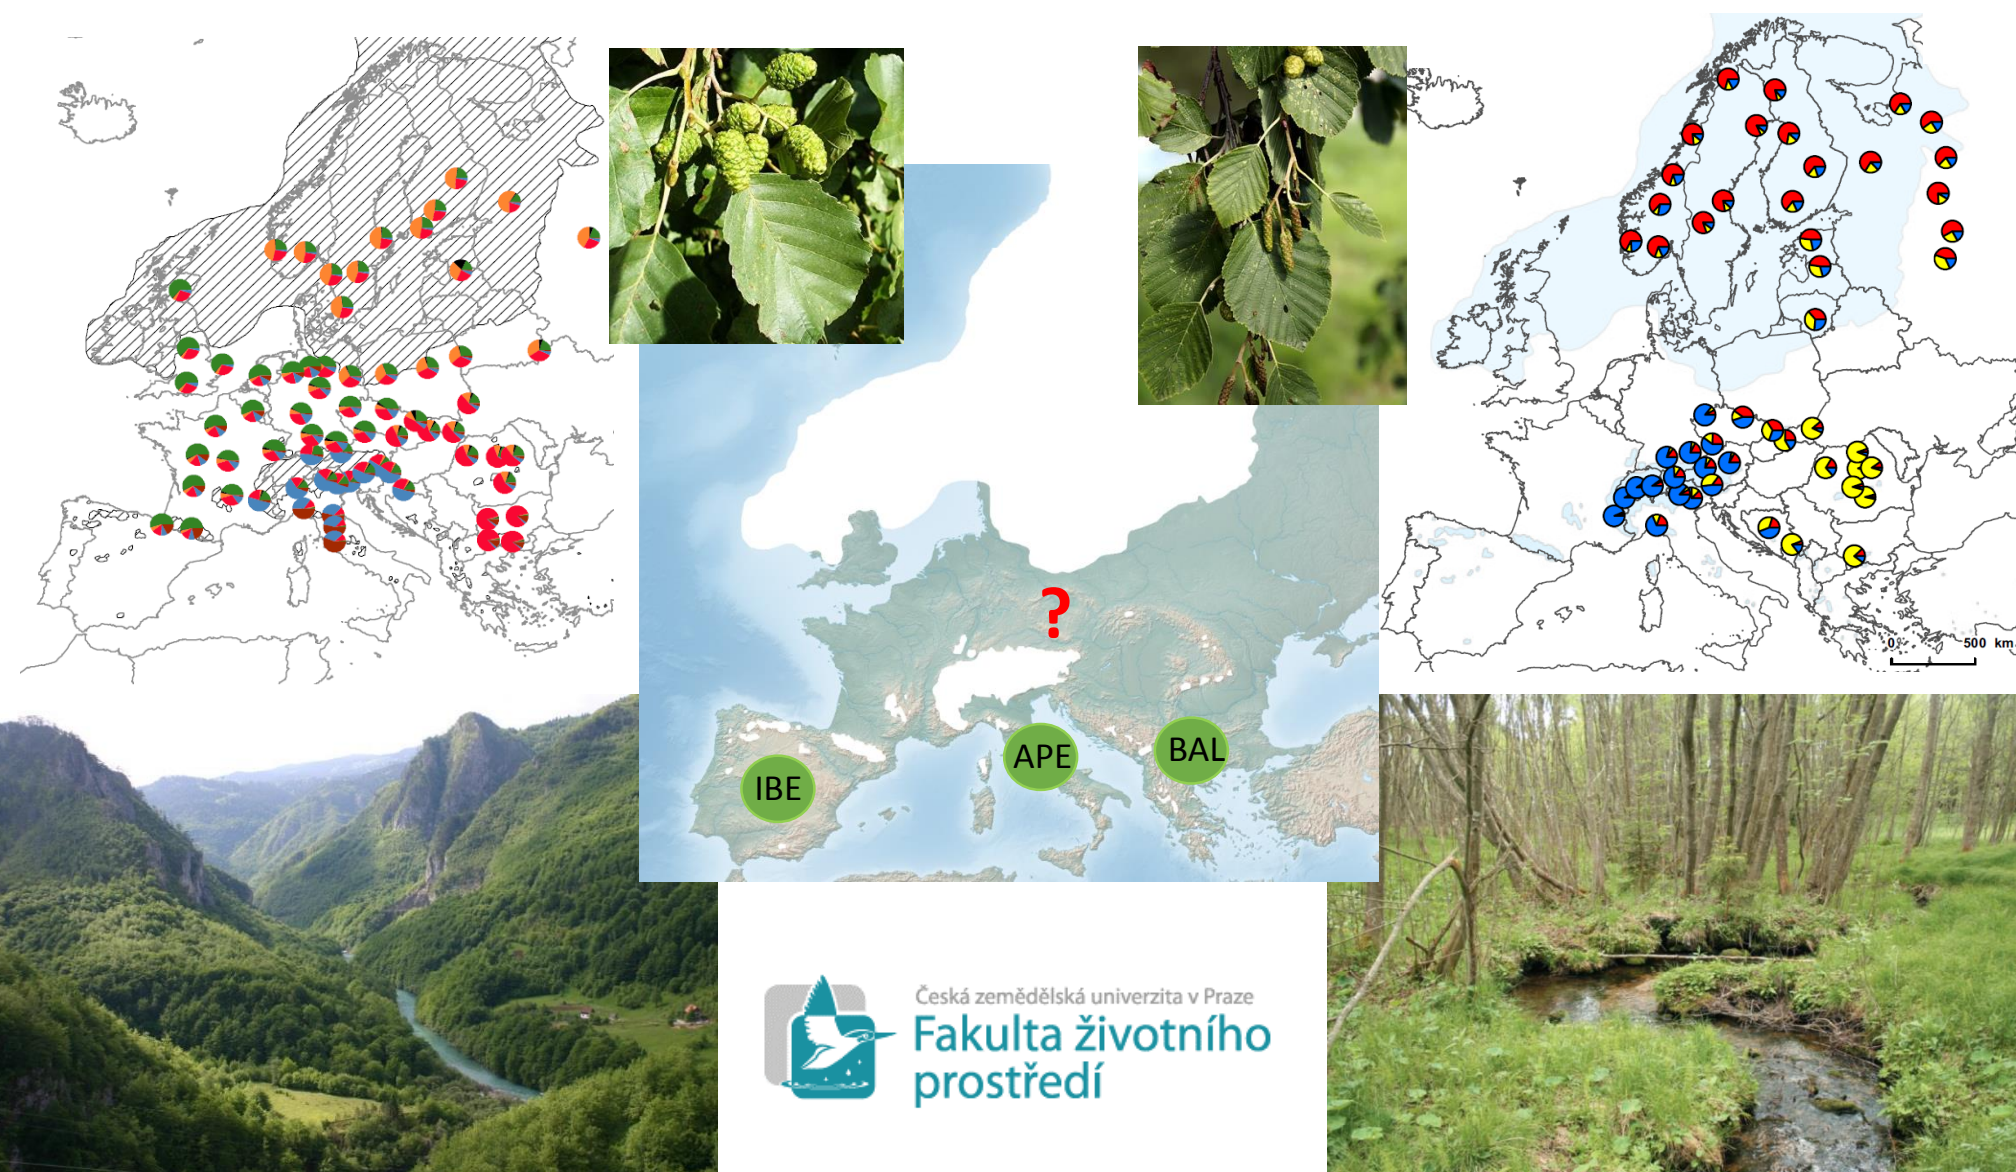 ?
IBE
APE
BAL
0 500 km
Česká zemědělská univerzita v Praze
Fakulta životního
prostředí